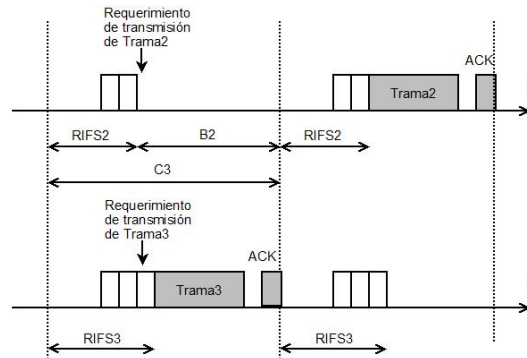 Requerimiento
de transmisión
de Trama2
ACK
Trama2
RIFS2
B2
RIFS2
C3
Requerimiento
de transmisión
de Trama3
ACK
Trama3
RIFS3
RIFS3